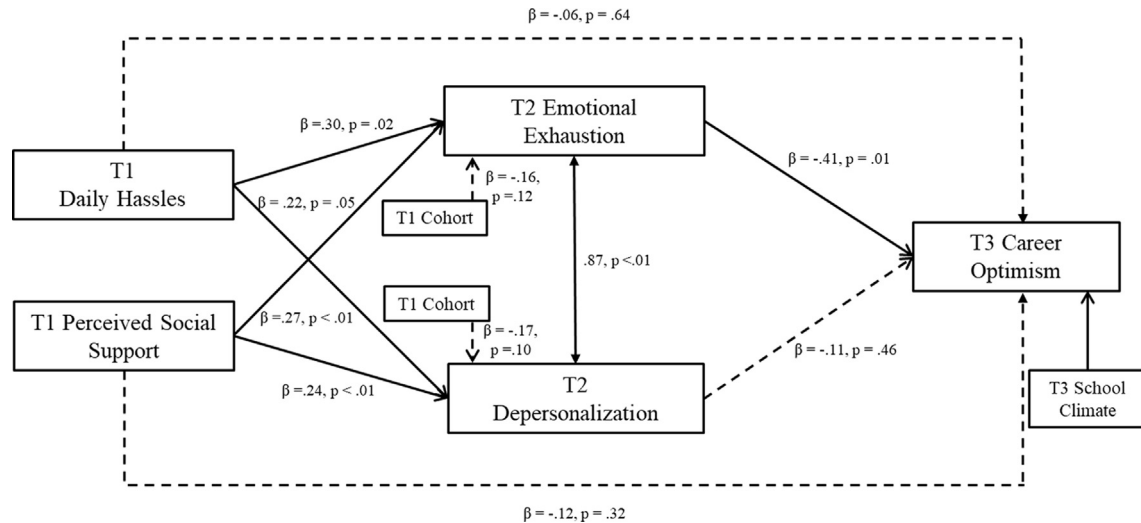 β = -.06, p = .64
T2 Emotional
Exhaustion
β =.30, p = .02
T1
Daily Hassles
β = -.41, p = .01
β = -.16,
p =.12
β = .22, p = .05
T1 Cohort
T3 Career
Optimism
.87, p <.01
T1 Cohort
T1 Perceived Social
Support
β =.27, p < .01
β = -.17,
p =.10
β = -.11, p = .46
β =.24, p < .01
T2
Depersonalization
T3 School
Climate
β = -.12, p = .32